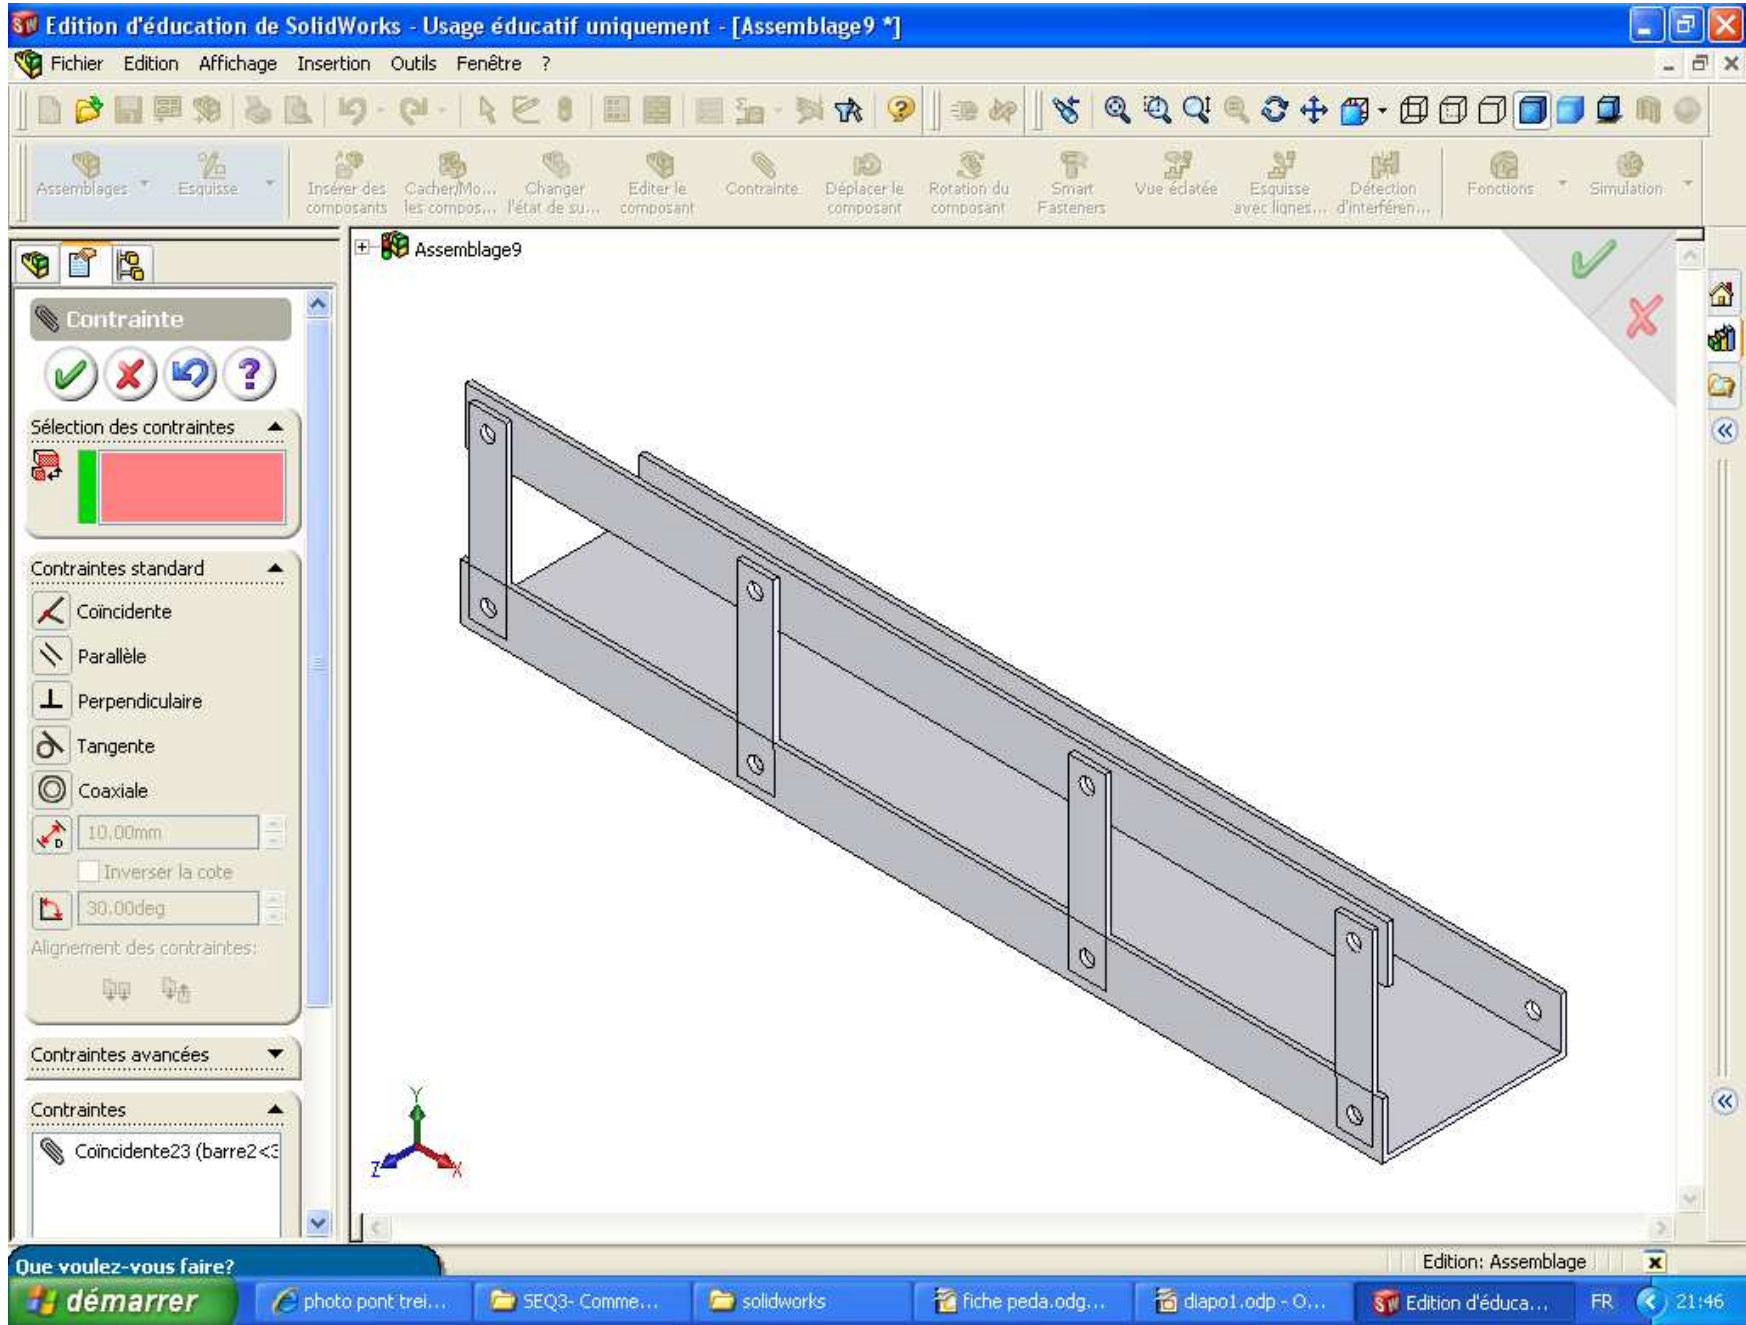 Edition d'éducation de SolidWorks - Usage éducatif uniquement - [Assemblage9 *]
Fichier Edition Affichage Insertion Outils Fenêtre ?
Assemblages Esquisse Insérer des composants Cacher/Mo... les compos... Changer l'état de su... Editer le composant Contrainte Déplacer le composant Rotation du composant Smart Fasteners Vue éclatée Esquisse avec lignes... Détection d'interféren... Fonctions Simulation
Assemblage9
Contrainte
Sélection des contraintes
Contraintes standard
Coïncidente
Parallèle
Perpendiculaire
Tangente
Coaxiale
10.00mm
Inverser la cote
30.00deg
Alignement des contraintes:
Contraintes avancées
Contraintes
Coïncidente23 (barre2<3
Y
Z X
Que voulez-vous faire?
Edition: Assemblage
démarrer photo pont trei... SEQ3- Comme... solidworks fiche peda.odg... diapo1.odp - O... Edition d'éduca... FR 21:46